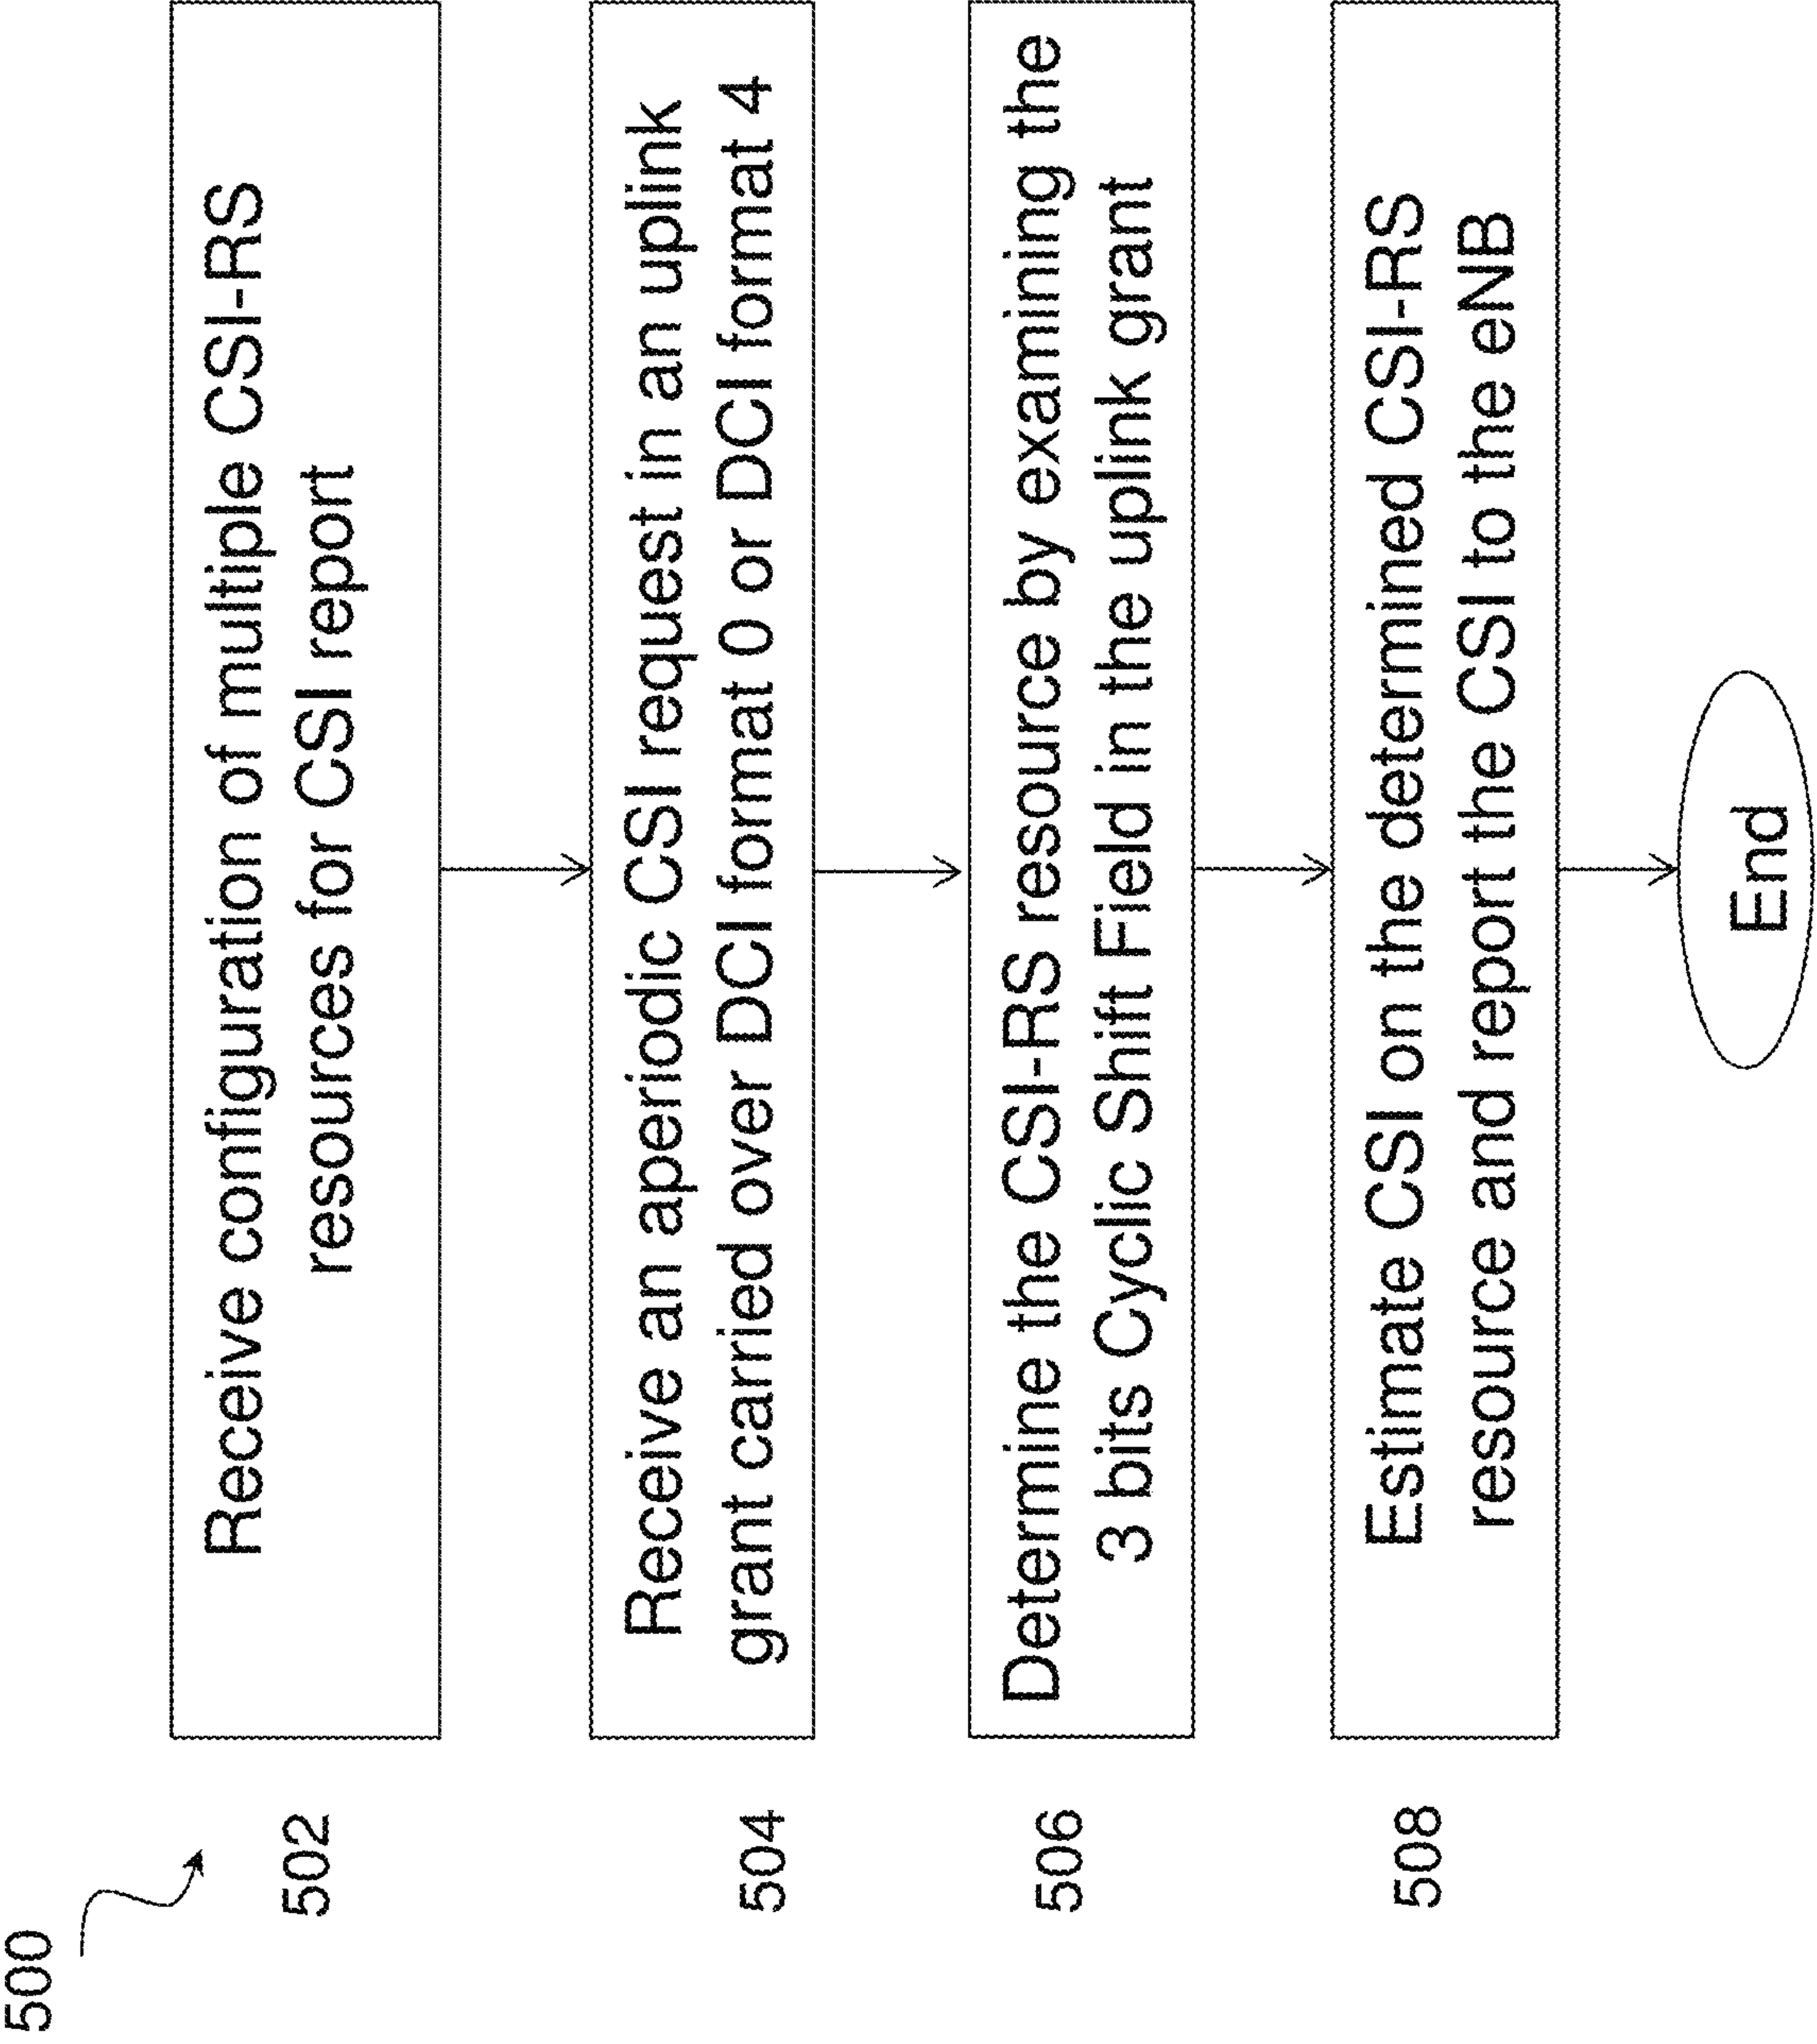 500
502
Receive configuration of multiple CSI-RS
resources for CSI report
504
Receive an aperiodic CSI request in an uplink
grant carried over DCI format 0 or DCI format 4
506
Determine the CSI-RS resource by examining the
3 bits Cyclic Shift Field in the uplink grant
508
Estimate CSI on the determined CSI-RS
resource and report the CSI to the eNB
End